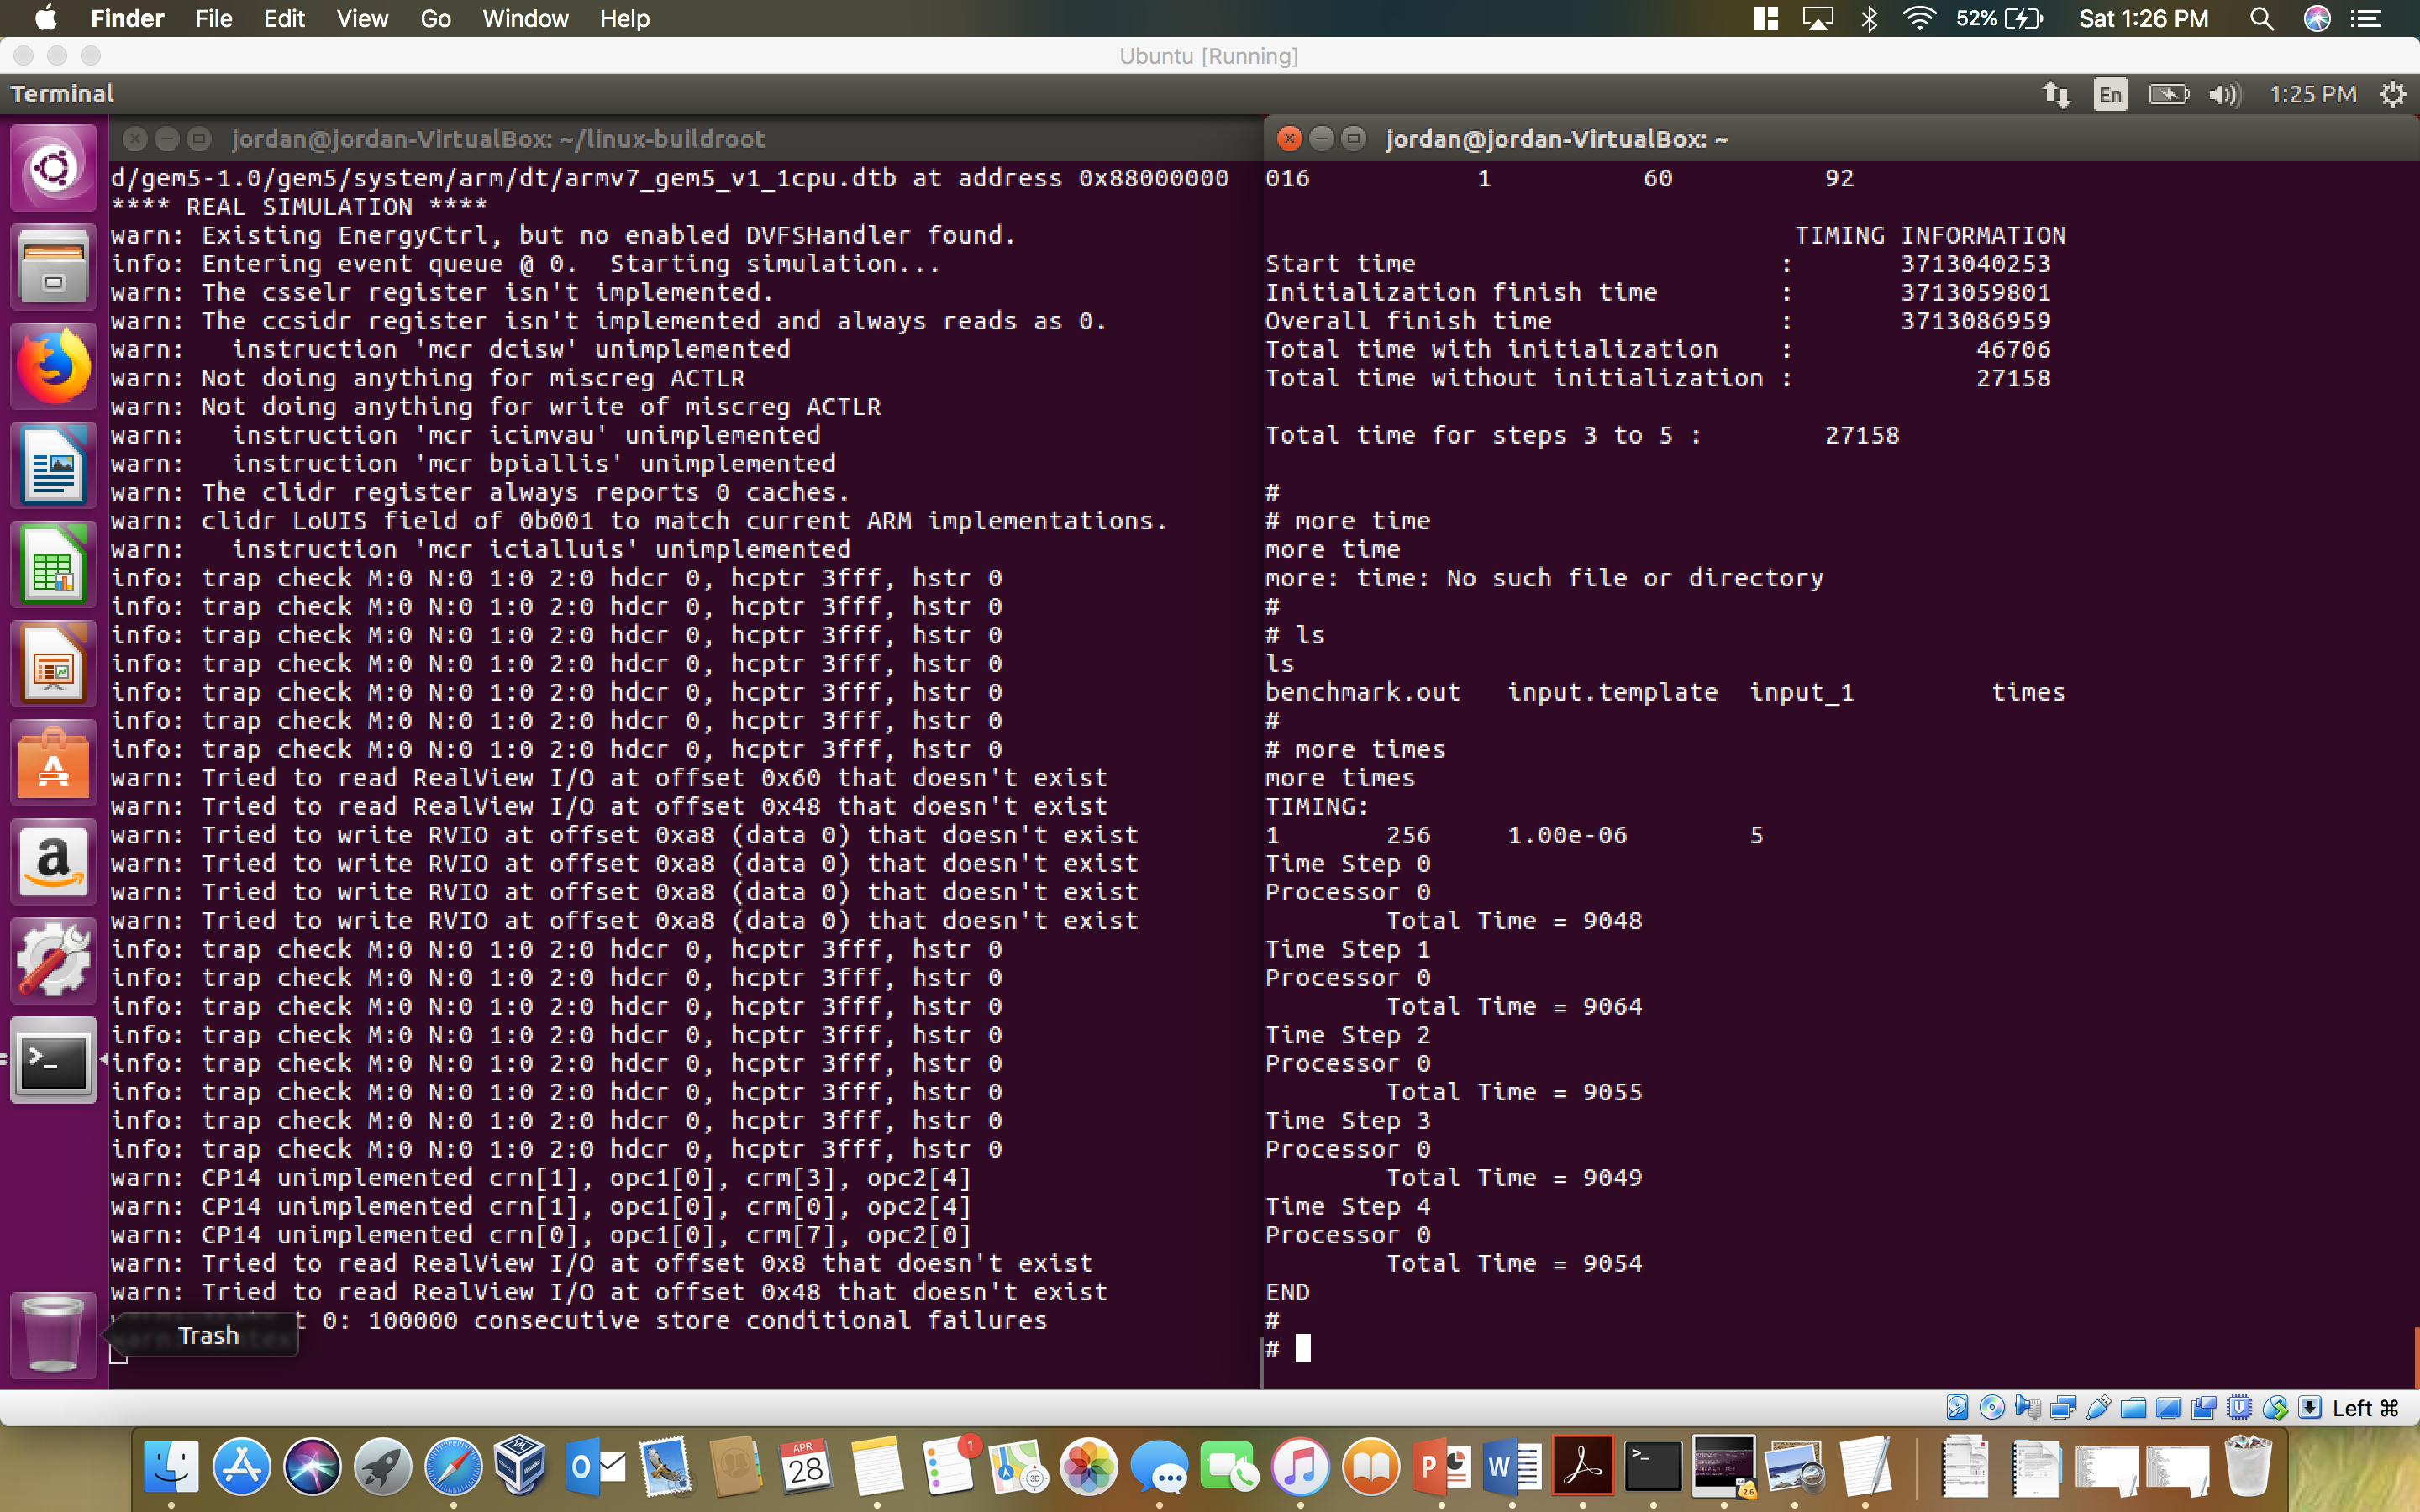 Finder File Edit View Go Window Help 52% Sat 1:26 PM
Ubuntu [Running]
Terminal En 1:25 PM
jordan@jordan-VirtualBox: ~/linux-buildroot
d/gem5-1.0/gem5/system/arm/dt/armv7_gem5_v1_1cpu.dtb at address 0x88000000
**** REAL SIMULATION ****
warn: Existing EnergyCtrl, but no enabled DVFSHandler found.
info: Entering event queue @ 0.  Starting simulation...
warn: The csselr register isn't implemented.
warn: The ccsidr register isn't implemented and always reads as 0.
warn:   instruction 'mcr dcisw' unimplemented
warn: Not doing anything for miscreg ACTLR
warn: Not doing anything for write of miscreg ACTLR
warn:   instruction 'mcr icimvau' unimplemented
warn:   instruction 'mcr bpiallis' unimplemented
warn: The clidr register always reports 0 caches.
warn: clidr LoUIS field of 0b001 to match current ARM implementations.
warn:   instruction 'mcr icialluis' unimplemented
info: trap check M:0 N:0 1:0 2:0 hdcr 0, hcptr 3fff, hstr 0
info: trap check M:0 N:0 1:0 2:0 hdcr 0, hcptr 3fff, hstr 0
info: trap check M:0 N:0 1:0 2:0 hdcr 0, hcptr 3fff, hstr 0
info: trap check M:0 N:0 1:0 2:0 hdcr 0, hcptr 3fff, hstr 0
info: trap check M:0 N:0 1:0 2:0 hdcr 0, hcptr 3fff, hstr 0
info: trap check M:0 N:0 1:0 2:0 hdcr 0, hcptr 3fff, hstr 0
info: trap check M:0 N:0 1:0 2:0 hdcr 0, hcptr 3fff, hstr 0
warn: Tried to read RealView I/O at offset 0x60 that doesn't exist
warn: Tried to read RealView I/O at offset 0x48 that doesn't exist
warn: Tried to write RVIO at offset 0xa8 (data 0) that doesn't exist
warn: Tried to write RVIO at offset 0xa8 (data 0) that doesn't exist
warn: Tried to write RVIO at offset 0xa8 (data 0) that doesn't exist
warn: Tried to write RVIO at offset 0xa8 (data 0) that doesn't exist
info: trap check M:0 N:0 1:0 2:0 hdcr 0, hcptr 3fff, hstr 0
info: trap check M:0 N:0 1:0 2:0 hdcr 0, hcptr 3fff, hstr 0
info: trap check M:0 N:0 1:0 2:0 hdcr 0, hcptr 3fff, hstr 0
info: trap check M:0 N:0 1:0 2:0 hdcr 0, hcptr 3fff, hstr 0
info: trap check M:0 N:0 1:0 2:0 hdcr 0, hcptr 3fff, hstr 0
info: trap check M:0 N:0 1:0 2:0 hdcr 0, hcptr 3fff, hstr 0
info: trap check M:0 N:0 1:0 2:0 hdcr 0, hcptr 3fff, hstr 0
info: trap check M:0 N:0 1:0 2:0 hdcr 0, hcptr 3fff, hstr 0
warn: CP14 unimplemented crn[1], opc1[0], crm[3], opc2[4]
warn: CP14 unimplemented crn[1], opc1[0], crm[0], opc2[4]
warn: CP14 unimplemented crn[0], opc1[0], crm[7], opc2[0]
warn: Tried to read RealView I/O at offset 0x8 that doesn't exist
warn: Tried to read RealView I/O at offset 0x48 that doesn't exist
t 0: 100000 consecutive store conditional failures
Trash
jordan@jordan-VirtualBox: ~
016 1 60 92
TIMING INFORMATION
Start time : 3713040253
Initialization finish time : 3713059801
Overall finish time : 3713086959
Total time with initialization : 46706
Total time without initialization : 27158
Total time for steps 3 to 5 : 27158
#
# more time
more time
more: time: No such file or directory
#
# ls
ls
benchmark.out input.template input_1 times
#
# more times
more times
TIMING:
1 256 1.00e-06 5
Time Step 0
Processor 0
Total Time = 9048
Time Step 1
Processor 0
Total Time = 9064
Time Step 2
Processor 0
Total Time = 9055
Time Step 3
Processor 0
Total Time = 9049
Time Step 4
Processor 0
Total Time = 9054
END
#
#
Left ⌘
1
APR
28
3D